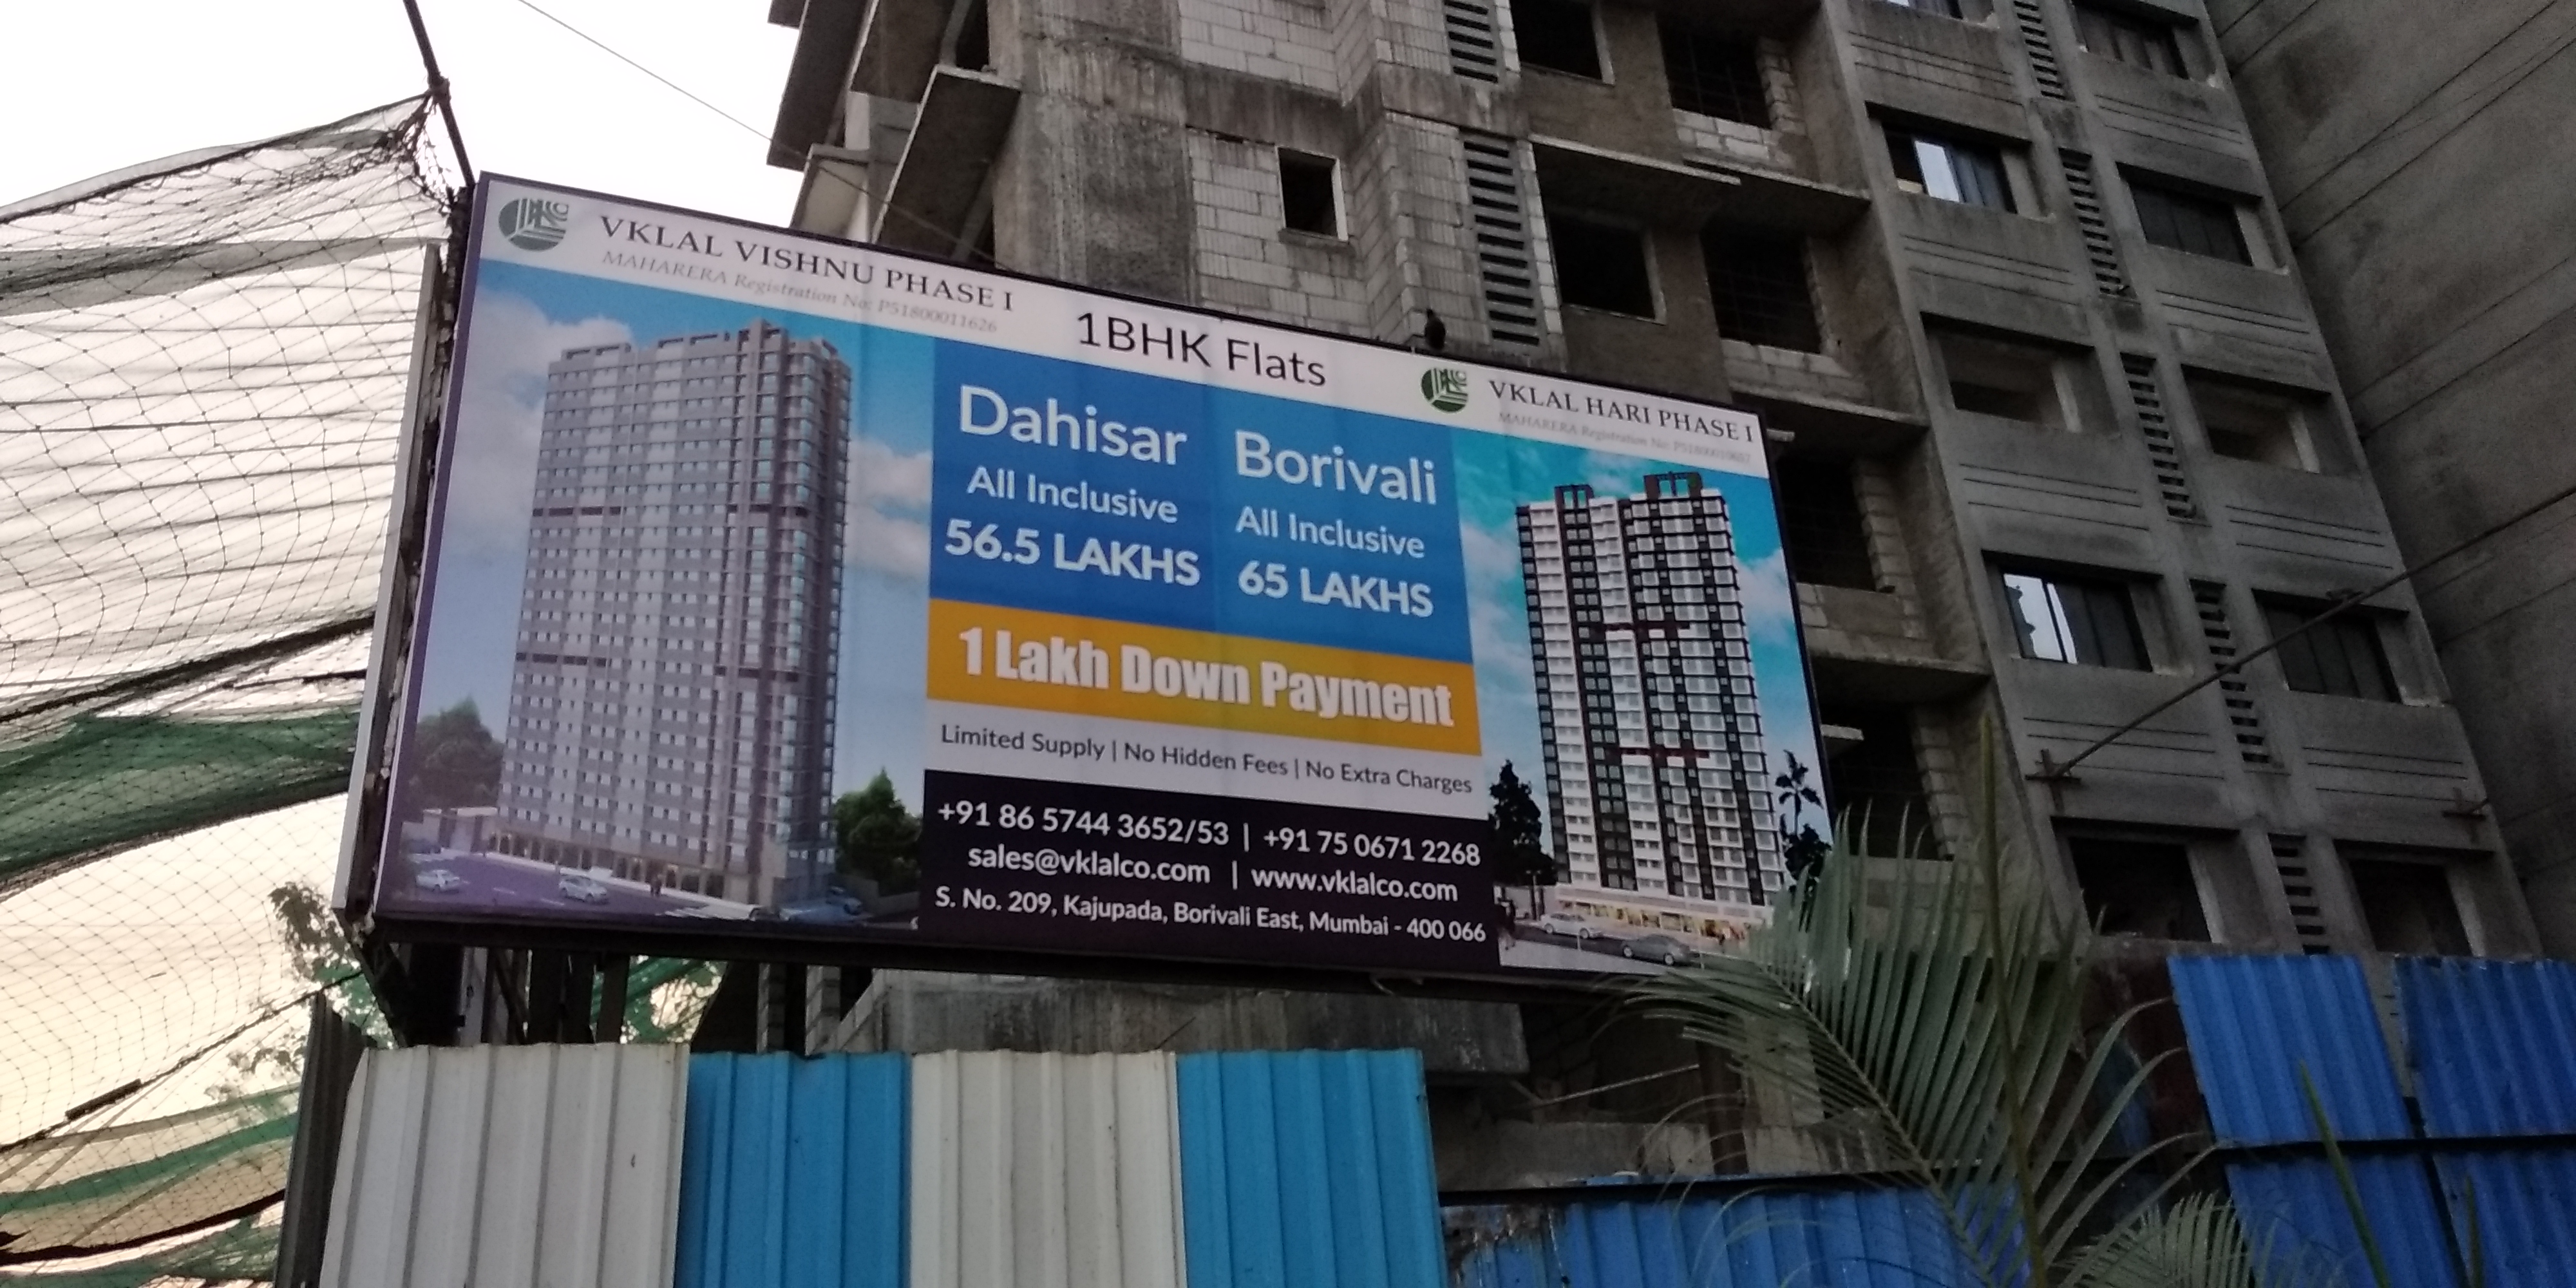 VKLAL VISHNU PHASE I
MAHARERA Registration No: P51800011626
1BHK Flats
VKLAL HARI PHASE I
MAHARERA Registration No:
Dahisar
All Inclusive
56.5 LAKHS
Borivali
All Inclusive
65 LAKHS
1 Lakh Down Payment
Limited Supply | No Hidden Fees | No Extra Charges
+91 86 5744 3652/53 | +91 75 0671 2268
sales@vklalco.com | www.vklalco.com
S. No. 209, Kajupada, Borivali East, Mumbai - 400 066